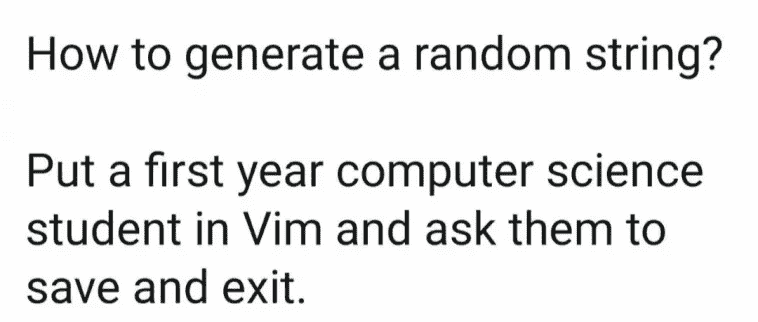 How to generate a random string?
Put a first year computer science
student in Vim and ask them to
save and exit.